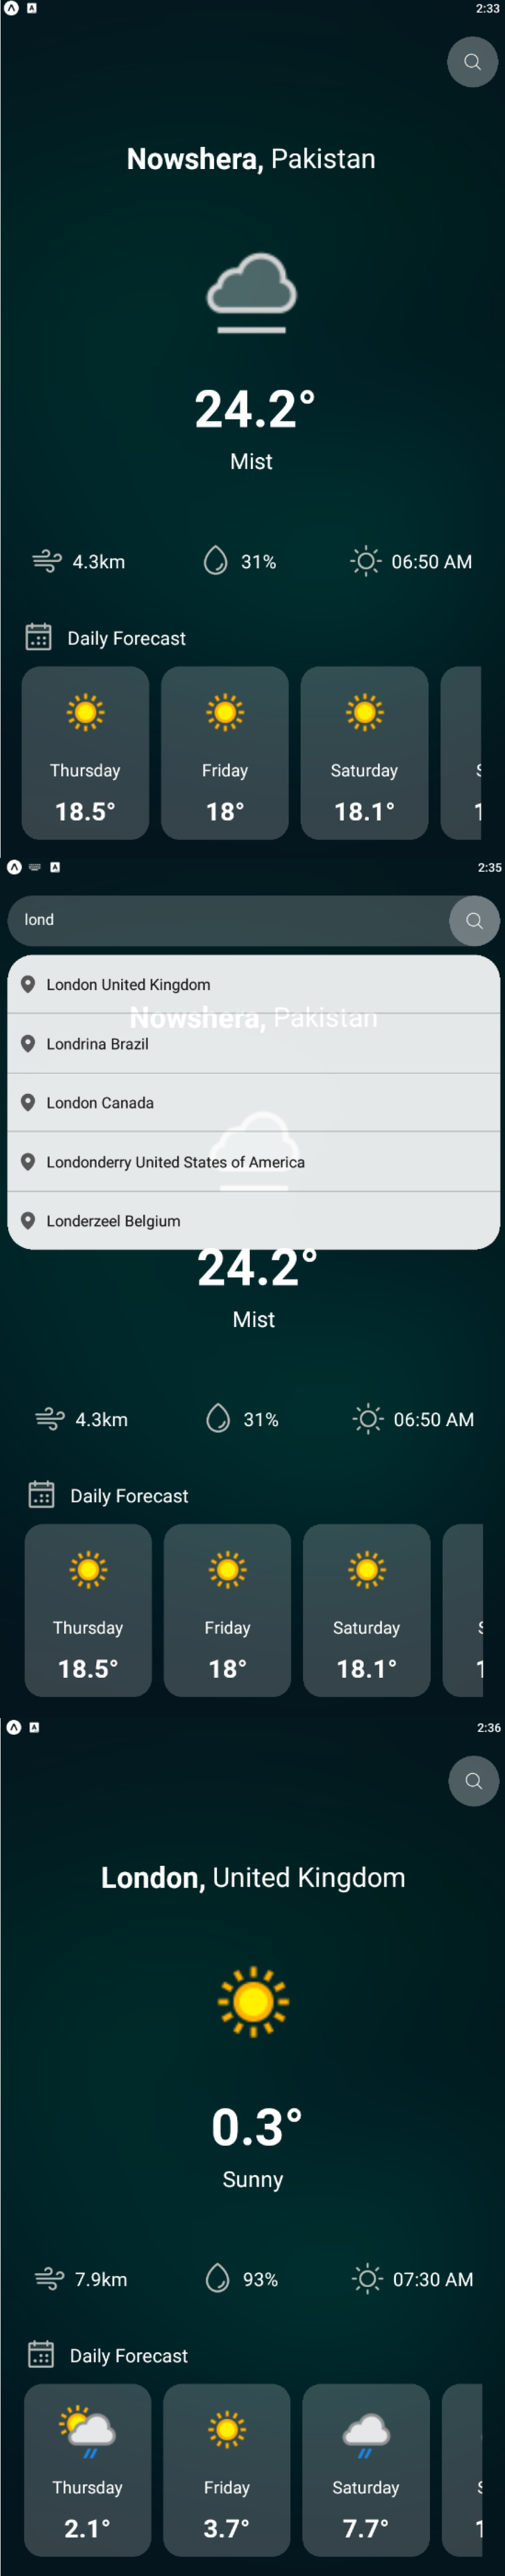 2:33
Nowshera, Pakistan
24.2°
Mist
4.3km 31% 06:50 AM
Daily Forecast
Thursday Friday Saturday S
18.5° 18° 18.1° 1
2:35
lond
London United Kingdom
Nowshera, Pakistan
Londrina Brazil
London Canada
Londonderry United States of America
Londerzeel Belgium
24.2°
Mist
4.3km 31% 06:50 AM
Daily Forecast
Thursday Friday Saturday S
18.5° 18° 18.1° 1
2:36
London, United Kingdom
0.3°
Sunny
7.9km 93% 07:30 AM
Daily Forecast
Thursday Friday Saturday S
2.1° 3.7° 7.7° 1